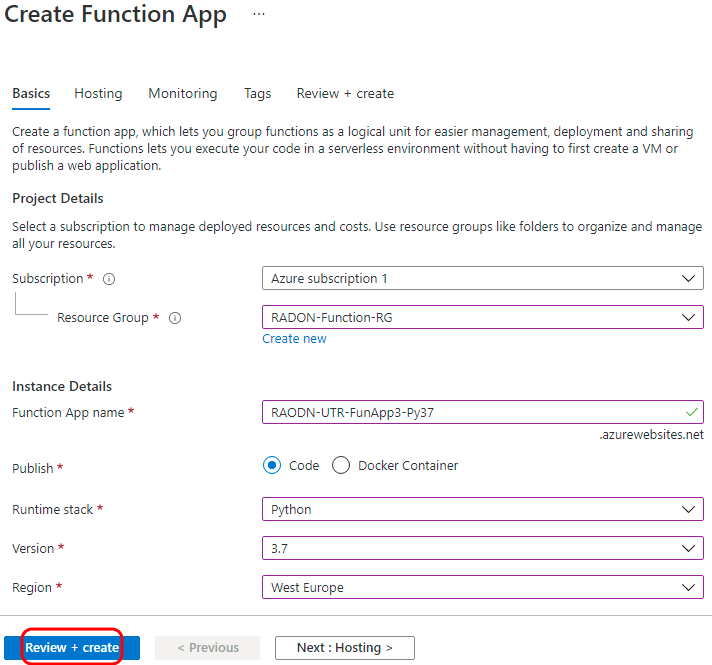 Create Function App ...
Basics Hosting Monitoring Tags Review + create
Create a function app, which lets you group functions as a logical unit for easier management, deployment and sharing
of resources. Functions lets you execute your code in a serverless environment without having to first create a VM or
publish a web application.
Project Details
Select a subscription to manage deployed resources and costs. Use resource groups like folders to organize and manage
all your resources.
Subscription * Azure subscription 1
Resource Group * RADON-Function-RG
Create new
Instance Details
Function App name * RAODN-UTR-FunApp3-Py37
.azurewebsites.net
Publish * Code Docker Container
Runtime stack * Python
Version * 3.7
Region * West Europe
Review + create < Previous Next : Hosting >